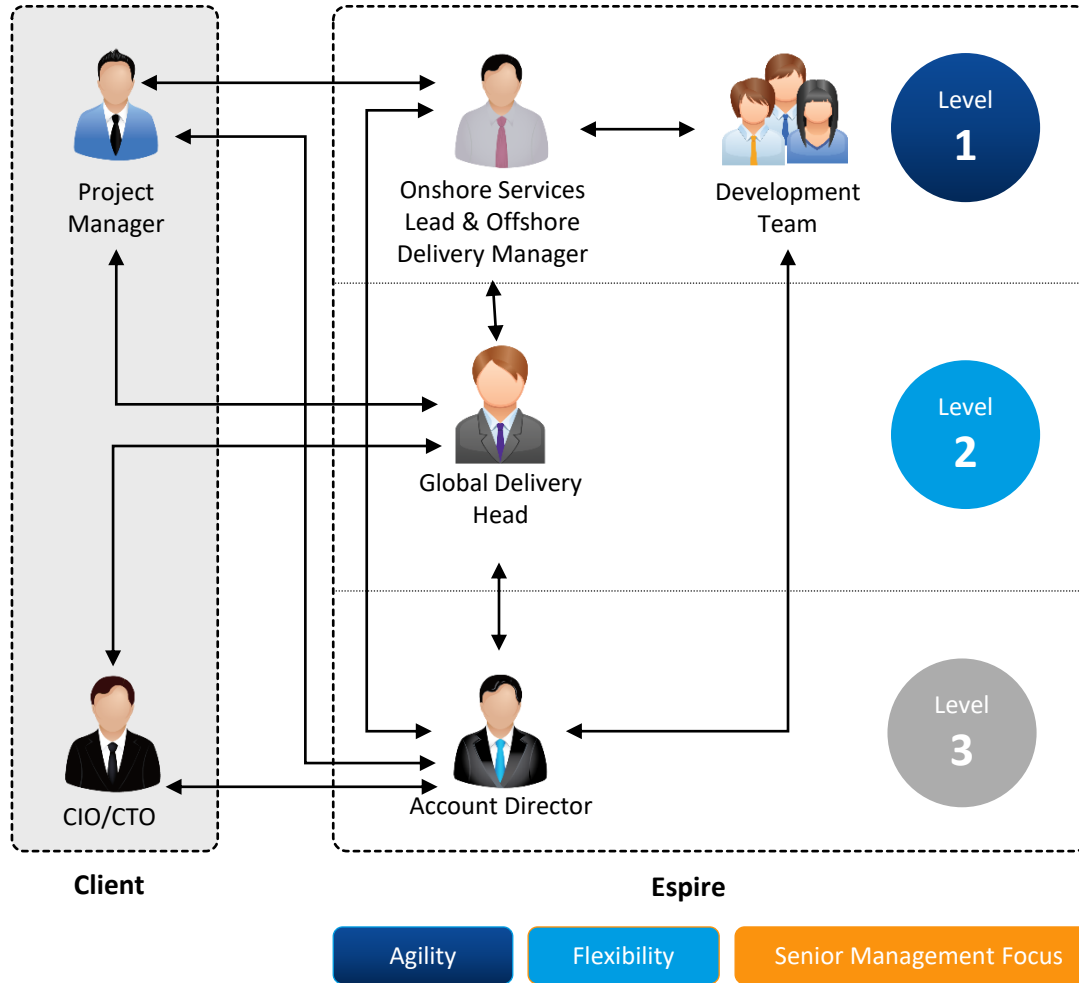 Project
Manager
Onshore Services
Lead & Offshore
Delivery Manager
Development
Team
Level
1
Global Delivery
Head
Level
2
CIO/CTO
Account Director
Level
3
Client
Espire
Agility
Flexibility
Senior Management Focus